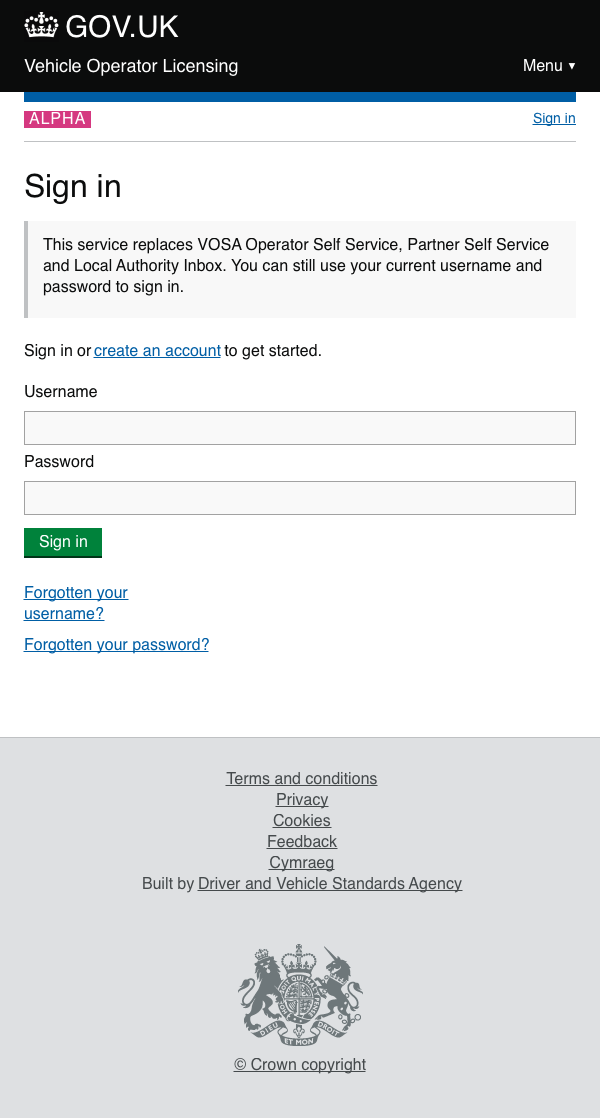 GOV.UK
Vehicle Operator Licensing
Menu ▼
ALPHA
Sign in
Sign in
This service replaces VOSA Operator Self Service, Partner Self Service
and Local Authority Inbox. You can still use your current username and
password to sign in.
Sign in or create an account to get started.
Username
Password
Sign in
Forgotten your
username?
Forgotten your password?
Terms and conditions
Privacy
Cookies
Feedback
Cymraeg
Built by Driver and Vehicle Standards Agency
DIEU ET MON DROIT
© Crown copyright